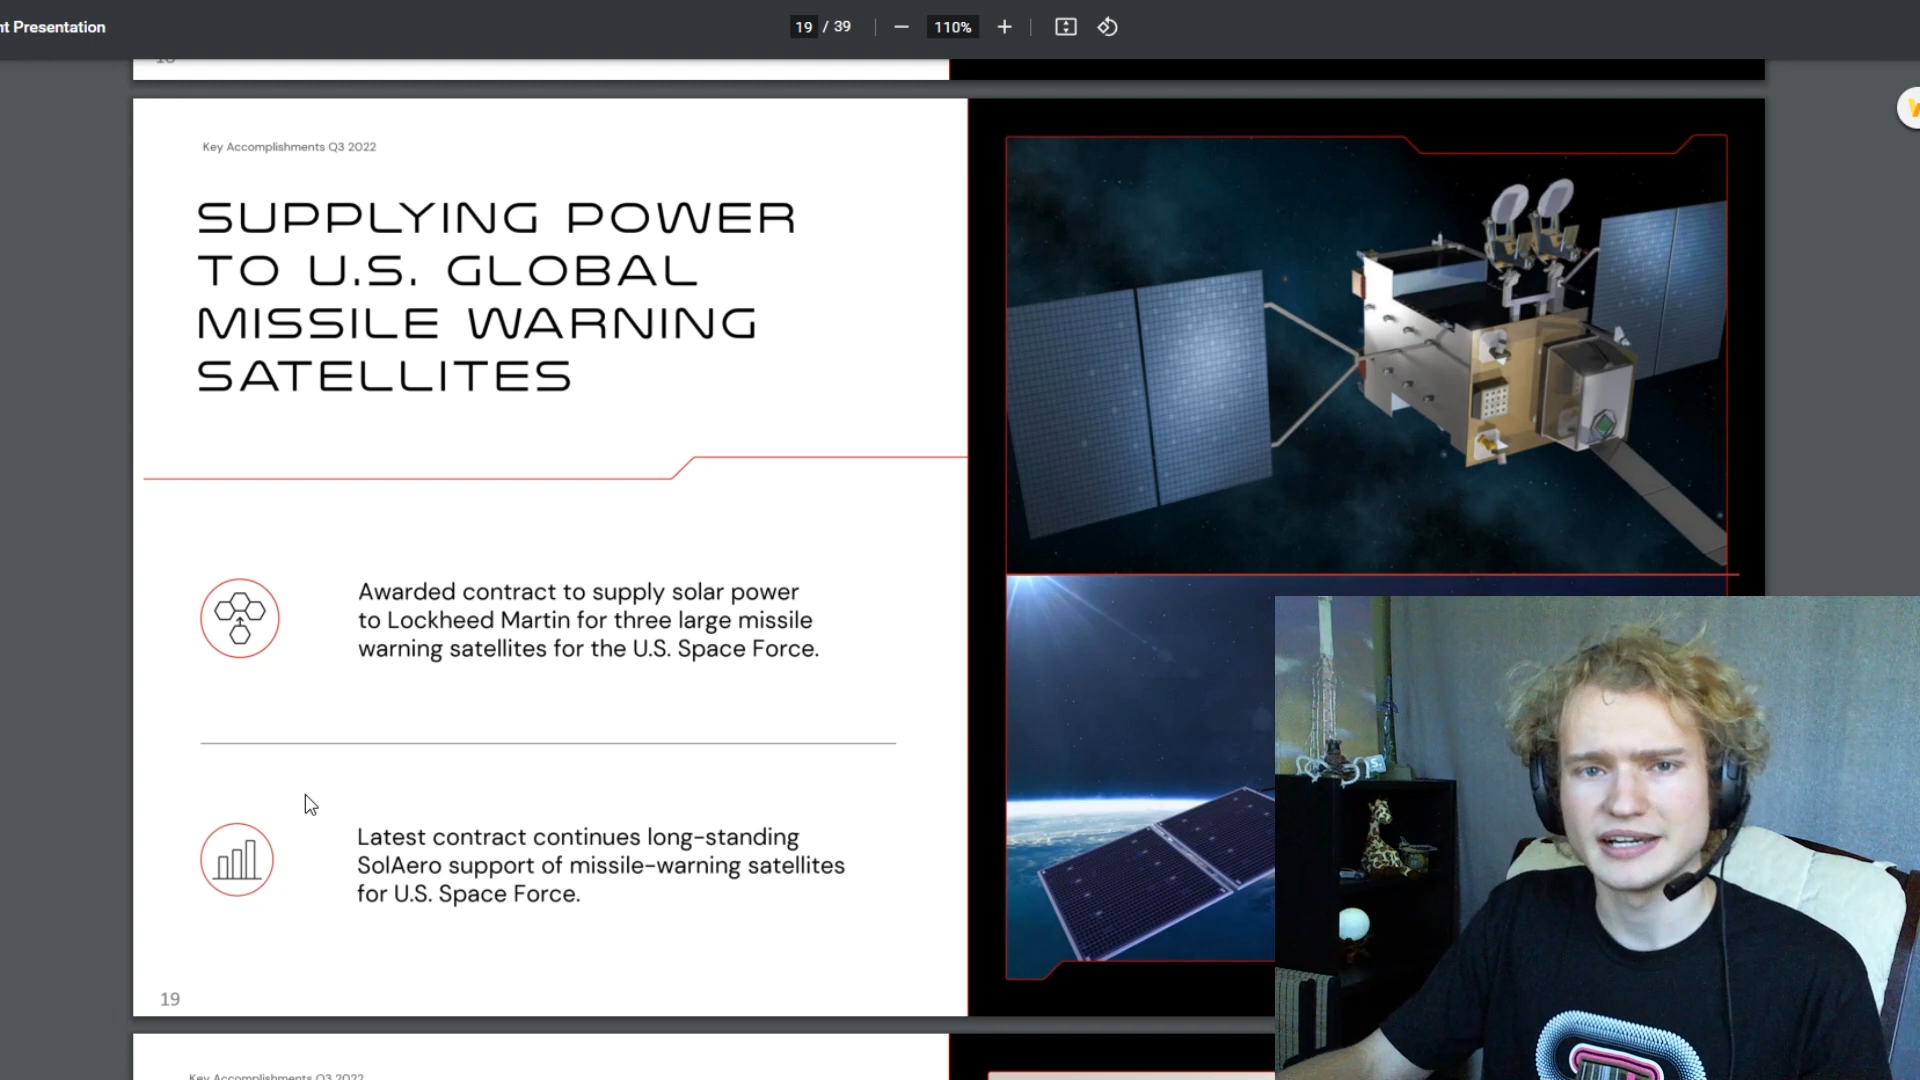 nt Presentation
19 / 39
110%
Key Accomplishments Q3 2022
SUPPLYING POWER
TO U.S. GLOBAL
MISSILE WARNING
SATELLITES
Awarded contract to supply solar power
to Lockheed Martin for three large missile
warning satellites for the U.S. Space Force.
Latest contract continues long-standing
SolAero support of missile-warning satellites
for U.S. Space Force.
19
Key Accomplishments Q3 2022